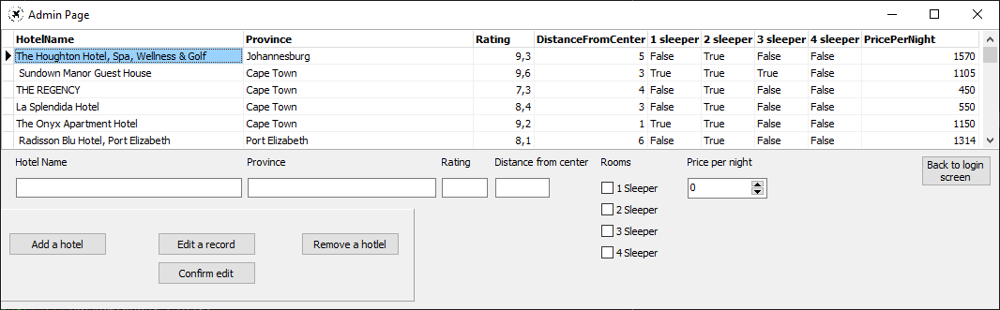 Admin Page
HotelName Province Rating DistanceFromCenter 1 sleeper 2 sleeper 3 sleeper 4 sleeper PricePerNight
The Houghton Hotel, Spa, Wellness & Golf Johannesburg 9,3 5 False True False False 1570
Sundown Manor Guest House Cape Town 9,6 3 True True True False 1105
THE REGENCY Cape Town 7,3 4 False True False False 450
La Splendida Hotel Cape Town 8,4 3 False True False False 550
The Onyx Apartment Hotel Cape Town 9,2 1 True True False False 1150
Radisson Blu Hotel, Port Elizabeth Port Elizabeth 8,1 6 False True False False 1314
Hotel Name Province Rating Distance from center Rooms Price per night
Back to login
screen
1 Sleeper 0
2 Sleeper
3 Sleeper
4 Sleeper
Add a hotel Edit a record Remove a hotlel
Confirm edit